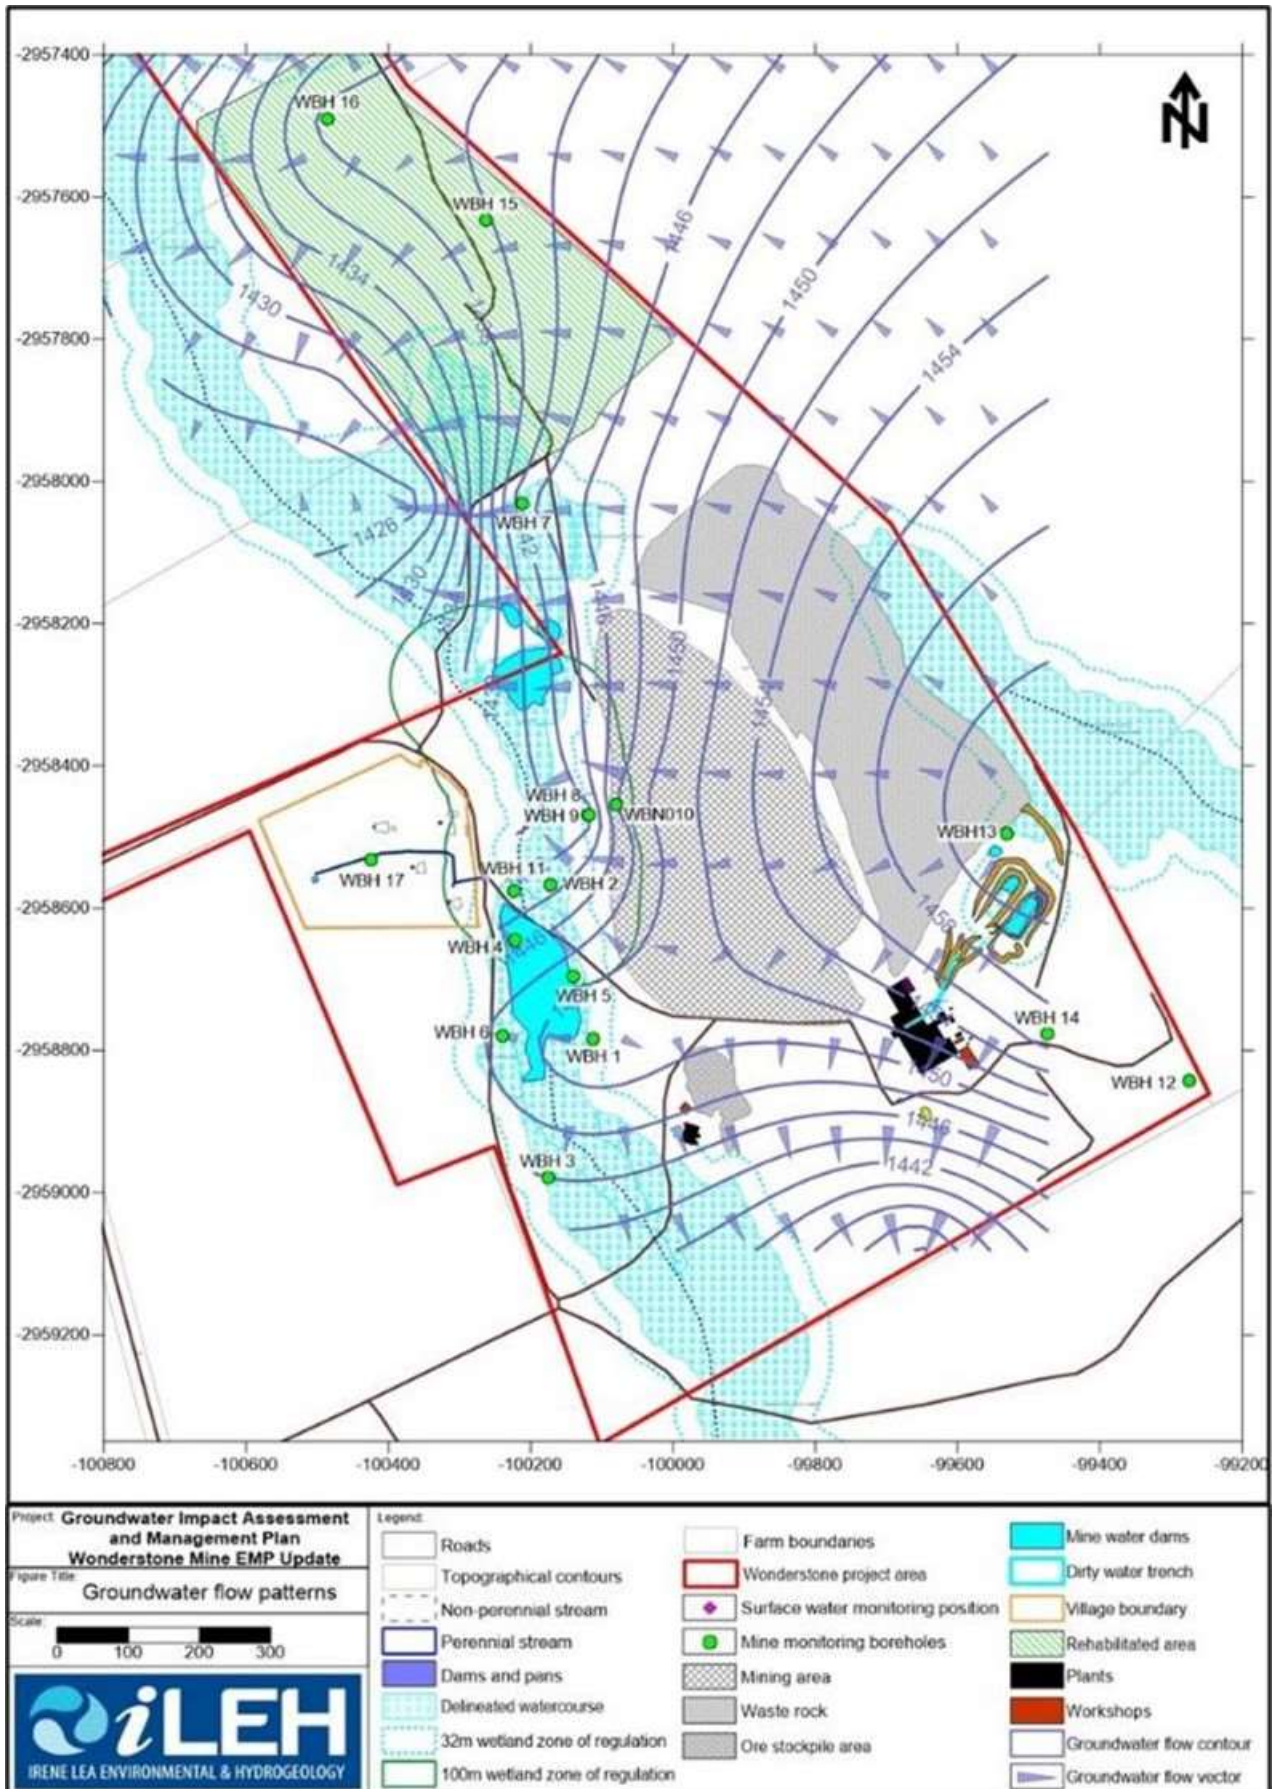 -2957400
-2957600
-2957800
-2958000
-2958200
-2958400
-2958600
-2958800
-2959000
-2959200
-100800 -100600 -100400 -100200 -100000 -99800 -99600 -99400 -99200
N
WBH 16
WBH 15
1446
1450
1434
1430
1454
WBH 7
1426
1430
1446
1450
WBH 8
WBH 9
WBN010
WBH13
WBH 17
WBH 11
WBH 2
1458
WBH 4
1446
WBH 5
WBH 6
WBH 1
WBH 14
1450
WBH 12
1446
WBH 3
1442
Project: Groundwater Impact Assessment
and Management Plan
Wonderstone Mine EMP Update
Figure Title:
Groundwater flow patterns
Scale:
0 100 200 300
iLEH
IRENE LEA ENVIRONMENTAL & HYDROGEOLOGY
Legend:
Roads
Topographical contours
Non-perennial stream
Perennial stream
Dams and pans
Delineated watercourse
32m wetland zone of regulation
100m wetland zone of regulation
Farm boundaries
Wonderstone project area
Surface water monitoring position
Mine monitoring boreholes
Mining area
Waste rock
Ore stockpile area
Mine water dams
Dirty water trench
Village boundary
Rehabilitated area
Plants
Workshops
Groundwater flow contour
Groundwater flow vector